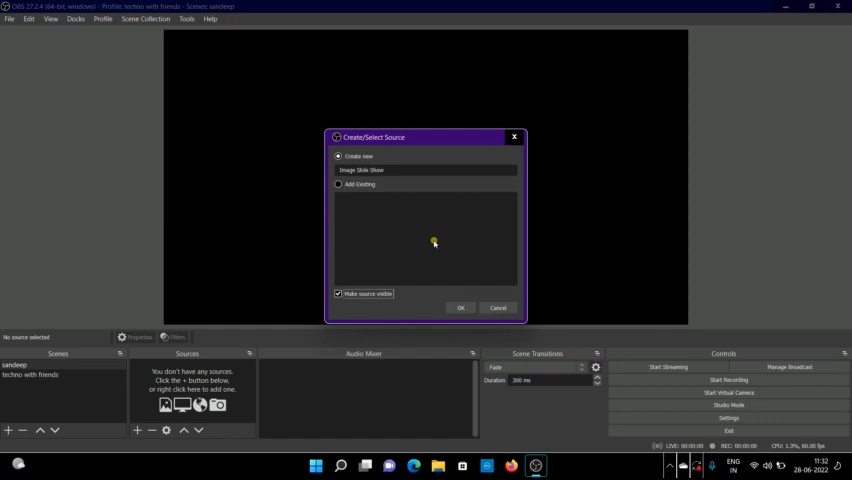 OBS 27.2.4 (64-bit, windows) - Profile: techno with friends - Scenes: sandeep
File Edit View Docks Profile Scene Collection Tools Help
Create/Select Source
Create new
Image Slide Show
Add Existing
Make source visible
OK Cancel
No source selected Properties Filters
Scenes Sources Audio Mixer Scene Transitions Controls
sandeep
techno with friends
You don't have any sources.
Click the + button below,
or right click here to add one.
Fade
Duration 300 ms
Start Streaming Manage Broadcast
Start Recording
Start Virtual Camera
Studio Mode
Settings
Exit
LIVE: 00:00:00 REC: 00:00:00 CPU: 1.3%, 60.00 fps
ENG
IN
11:32
28-06-2022